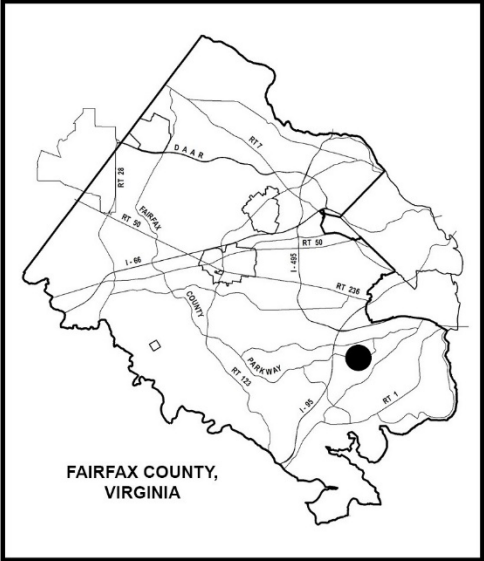 RT 7
D A A R
RT 28
FAIRFAX
RT 50
RT 50
I - 66
I - 495
RT 236
COUNTY
PARKWAY
RT 123
I - 95
RT 1
FAIRFAX COUNTY,
VIRGINIA